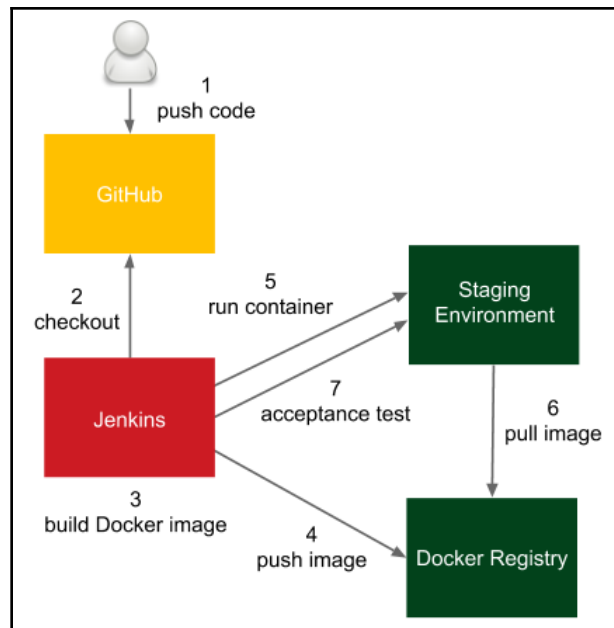 1
push code
GitHub
2
checkout
5
run container
Staging
Environment
Jenkins
7
acceptance test
6
pull image
3
build Docker image
4
push image
Docker Registry